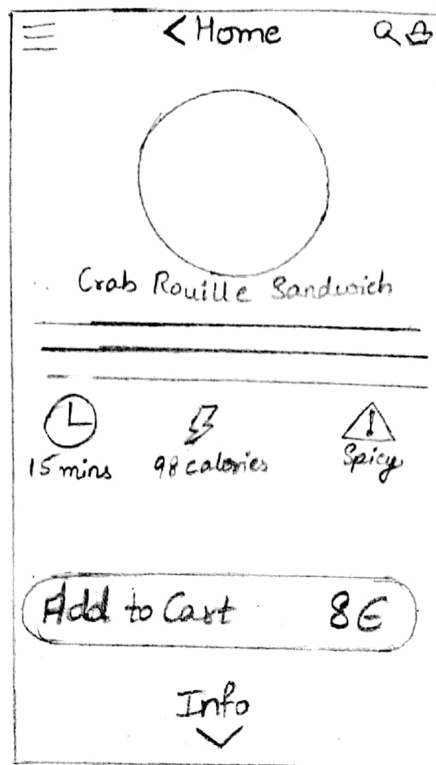 < Home
Crab Rouille Sandwich
15 mins 98 calories Spicy
Add to Cart 8€
Info